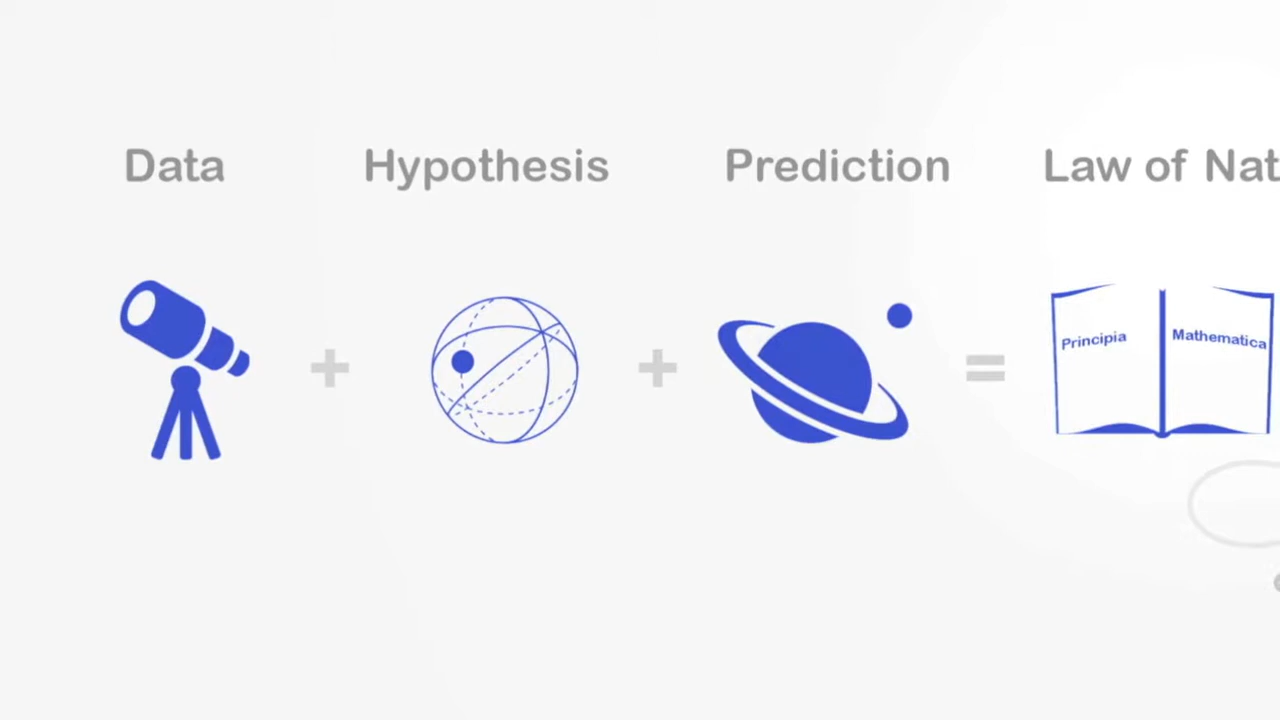 Data
Hypothesis
Prediction
Law of Nat
+
+
=
Principia
Mathematica